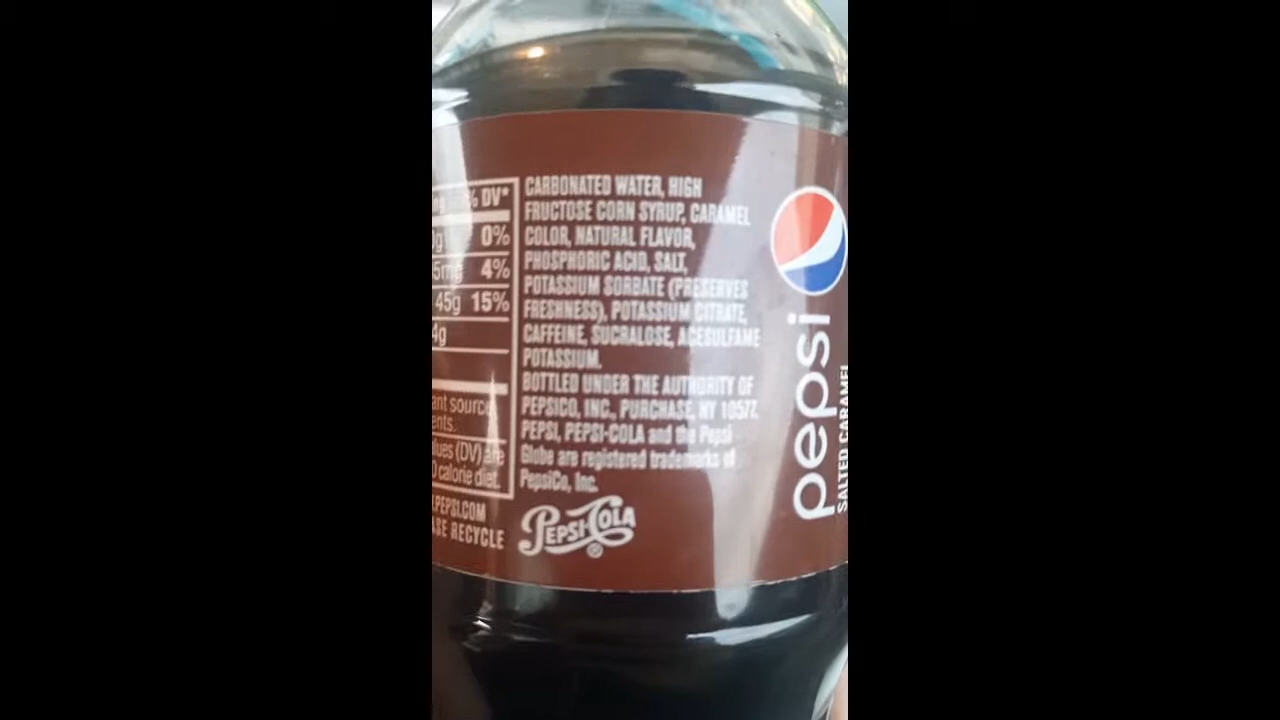 % DV*
0%
5mg 4%
45g 15%
4g
ant source
ents.
lues (DV) are
0 calorie diet.
.PEPSI.COM
ASE RECYCLE
CARBONATED WATER, HIGH
FRUCTOSE CORN SYRUP, CARAMEL
COLOR, NATURAL FLAVOR,
PHOSPHORIC ACID, SALT,
POTASSIUM SORBATE (PRESERVES
FRESHNESS), POTASSIUM CITRATE,
CAFFEINE, SUCRALOSE, ACESULFAME
POTASSIUM.
BOTTLED UNDER THE AUTHORITY OF
PEPSICO, INC., PURCHASE, NY 10577.
PEPSI, PEPSI-COLA and the Pepsi
Globe are registered trademarks of
PepsiCo, Inc.
PEPSI-COLA ®
pepsi
SALTED CARAMEL